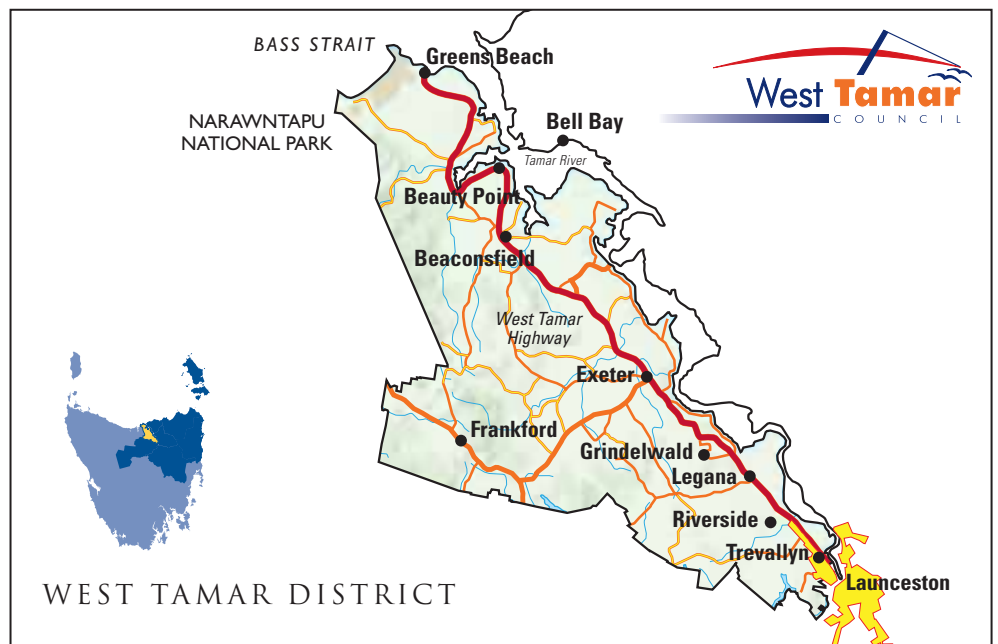 BASS STRAIT
Greens Beach
West Tamar
COUNCIL
NARAWNTAPU
NATIONAL PARK
Bell Bay
Tamar River
Beauty Point
Beaconsfield
West Tamar
Highway
Exeter
Frankford
Grindelwald
Legana
Riverside
Trevallyn
Launceston
WEST TAMAR DISTRICT